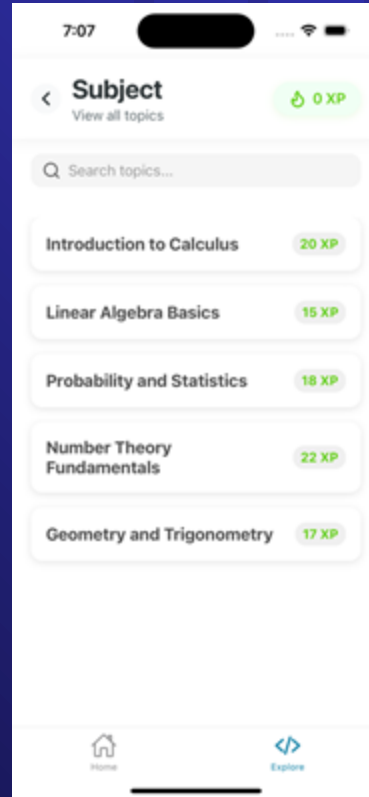 7:07
Subject
View all topics
0 XP
Search topics...
Introduction to Calculus
20 XP
Linear Algebra Basics
15 XP
Probability and Statistics
18 XP
Number Theory
Fundamentals
22 XP
Geometry and Trigonometry
17 XP
Home
Explore